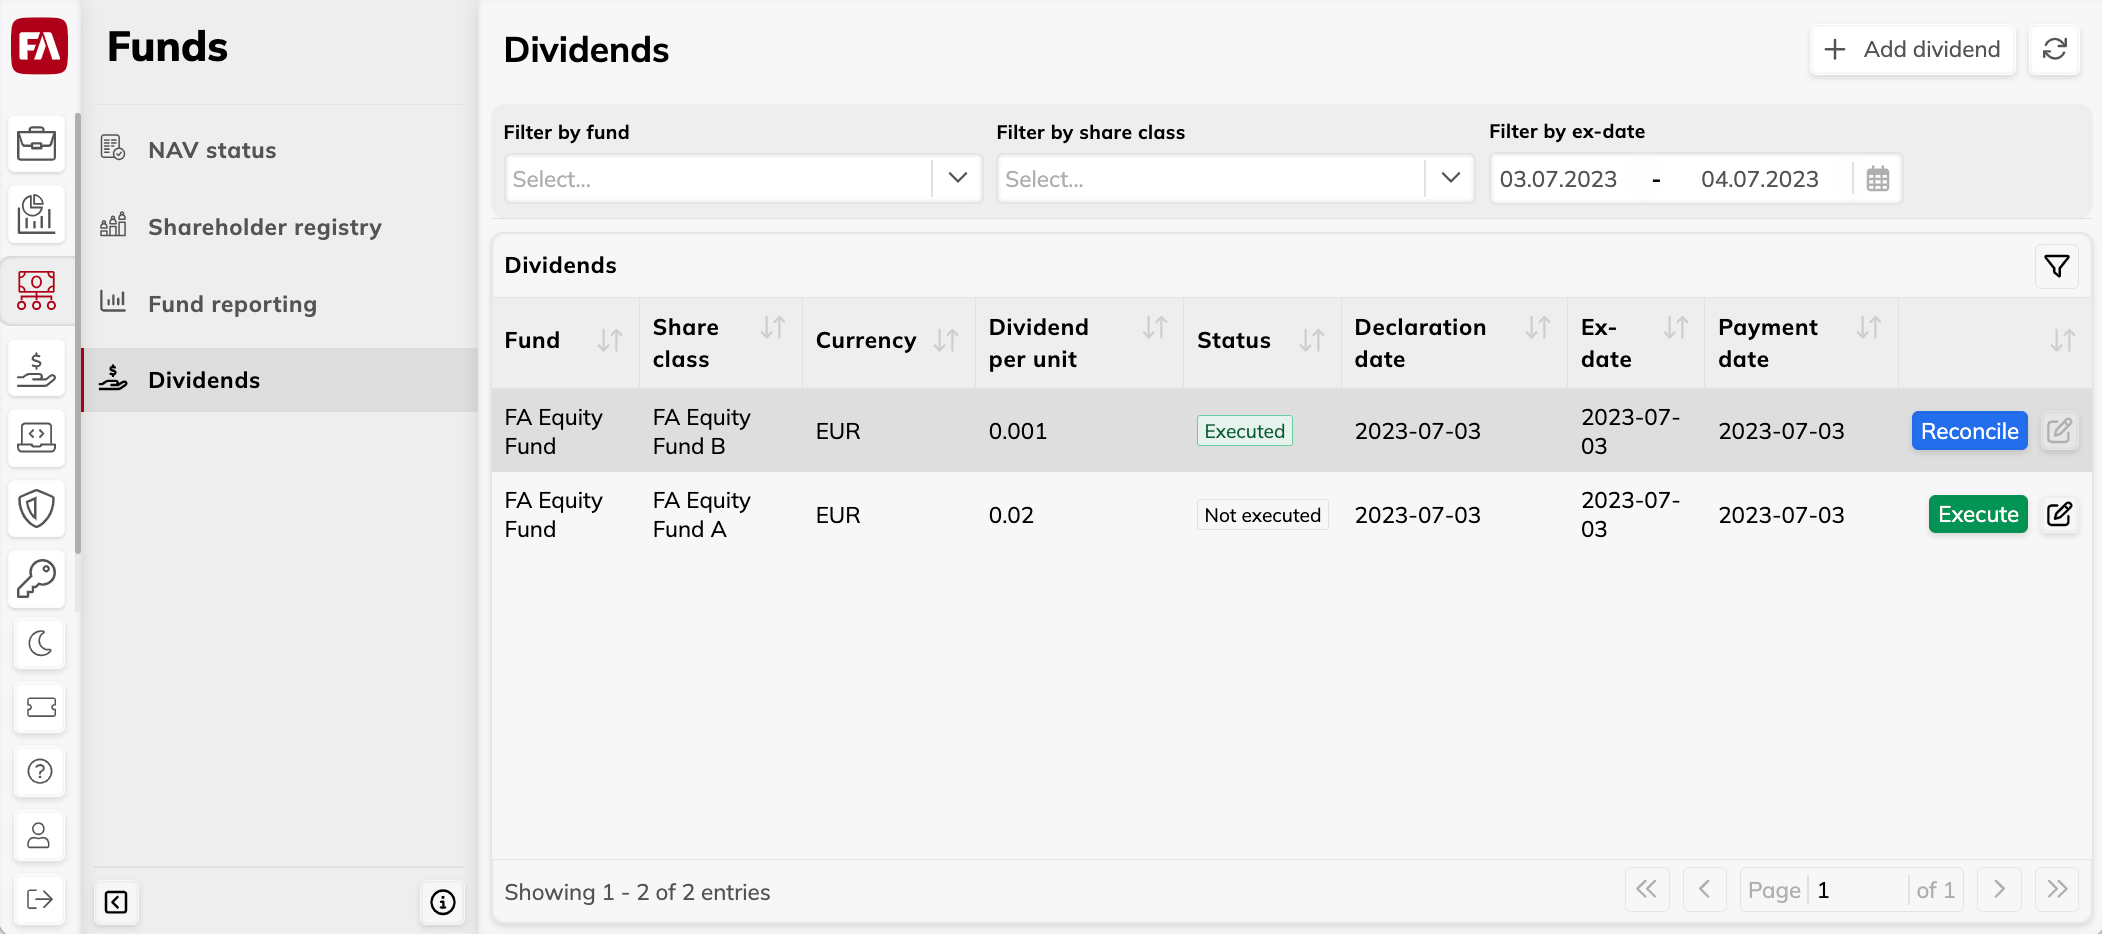 FA
Funds
NAV status
Shareholder registry
Fund reporting
Dividends
Dividends
Add dividend
Filter by fund
Select...
Filter by share class
Select...
Filter by ex-date
03.07.2023 - 04.07.2023
Dividends
Fund
Share
class
Currency
Dividend
per unit
Status
Declaration
date
Ex-
date
Payment
date
FA Equity
Fund
FA Equity
Fund B
EUR
0.001
Executed
2023-07-03
2023-07-
03
2023-07-03
Reconcile
FA Equity
Fund
FA Equity
Fund A
EUR
0.02
Not executed
2023-07-03
2023-07-
03
2023-07-03
Execute
Showing 1 - 2 of 2 entries
Page 1 of 1